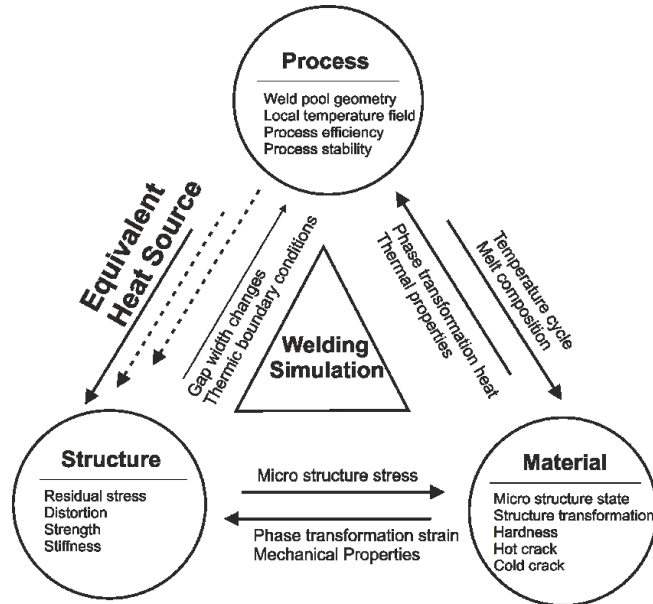 Process
Weld pool geometry
Local temperature field
Process efficiency
Process stability
Equivalent
Heat Source
Gap width changes
Thermic boundary conditions
Phase transformation heat
Thermal properties
Temperature cycle
Melt composition
Welding
Simulation
Structure
Residual stress
Distortion
Strength
Stiffness
Micro structure stress
Phase transformation strain
Mechanical Properties
Material
Micro structure state
Structure transformation
Hardness
Hot crack
Cold crack